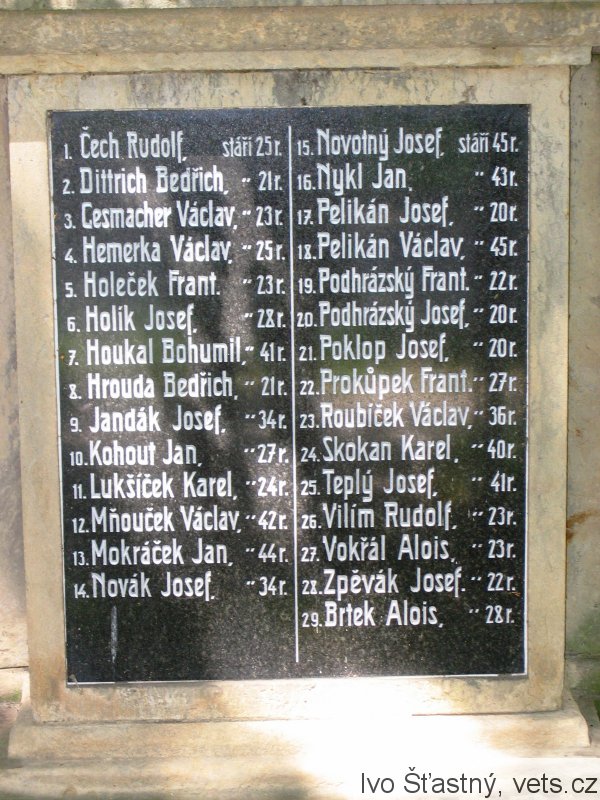 1. Čech Rudolf, stáří 25 r.
2. Dittrich Bedřich, " 21 r.
3. Cesmacher Václav, " 23 r.
4. Hemerka Václav, " 25 r.
5. Holeček Frant. " 23 r.
6. Holík Josef, " 28 r.
7. Houkal Bohumil, " 41 r.
8. Hrouda Bedřich, " 21 r.
9. Jandák Josef, " 34 r.
10. Kohout Jan, " 27 r.
11. Lukšíček Karel, " 24 r.
12. Mňouček Václav, " 42 r.
13. Mokráček Jan, " 44 r.
14. Novák Josef, " 34 r.
15. Novotný Josef, stáří 45 r.
16. Nykl Jan, " 43 r.
17. Pelikán Josef, " 20 r.
18. Pelikán Václav, " 45 r.
19. Podhrázský Frant. " 22 r.
20. Podhrázský Josef, " 20 r.
21. Poklop Josef, " 20 r.
22. Prokůpek Frant. " 27 r.
23. Roubíček Václav, " 36 r.
24. Skokan Karel, " 40 r.
25. Teplý Josef, " 41 r.
26. Vilím Rudolf, " 23 r.
27. Vokřál Alois, " 23 r.
28. Zpěvák Josef. " 22 r.
29. Brtek Alois, " 28 r.
Ivo Šťastný, vets.cz